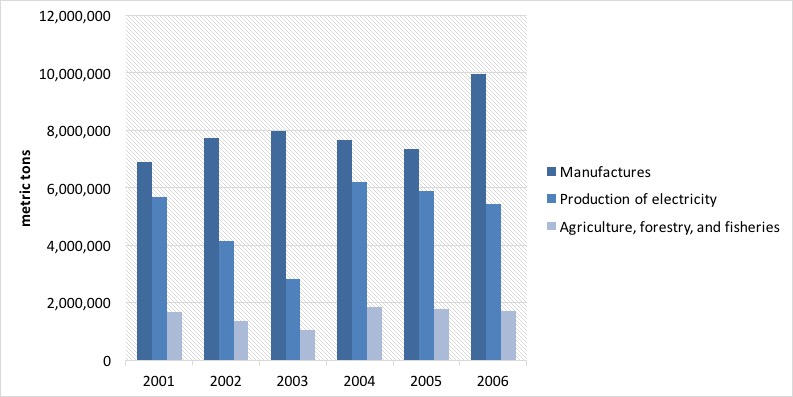 12,000,000
10,000,000
8,000,000
6,000,000
4,000,000
2,000,000
0
metric tons
2001 2002 2003 2004 2005 2006
Manufactures
Production of electricity
Agriculture, forestry, and fisheries